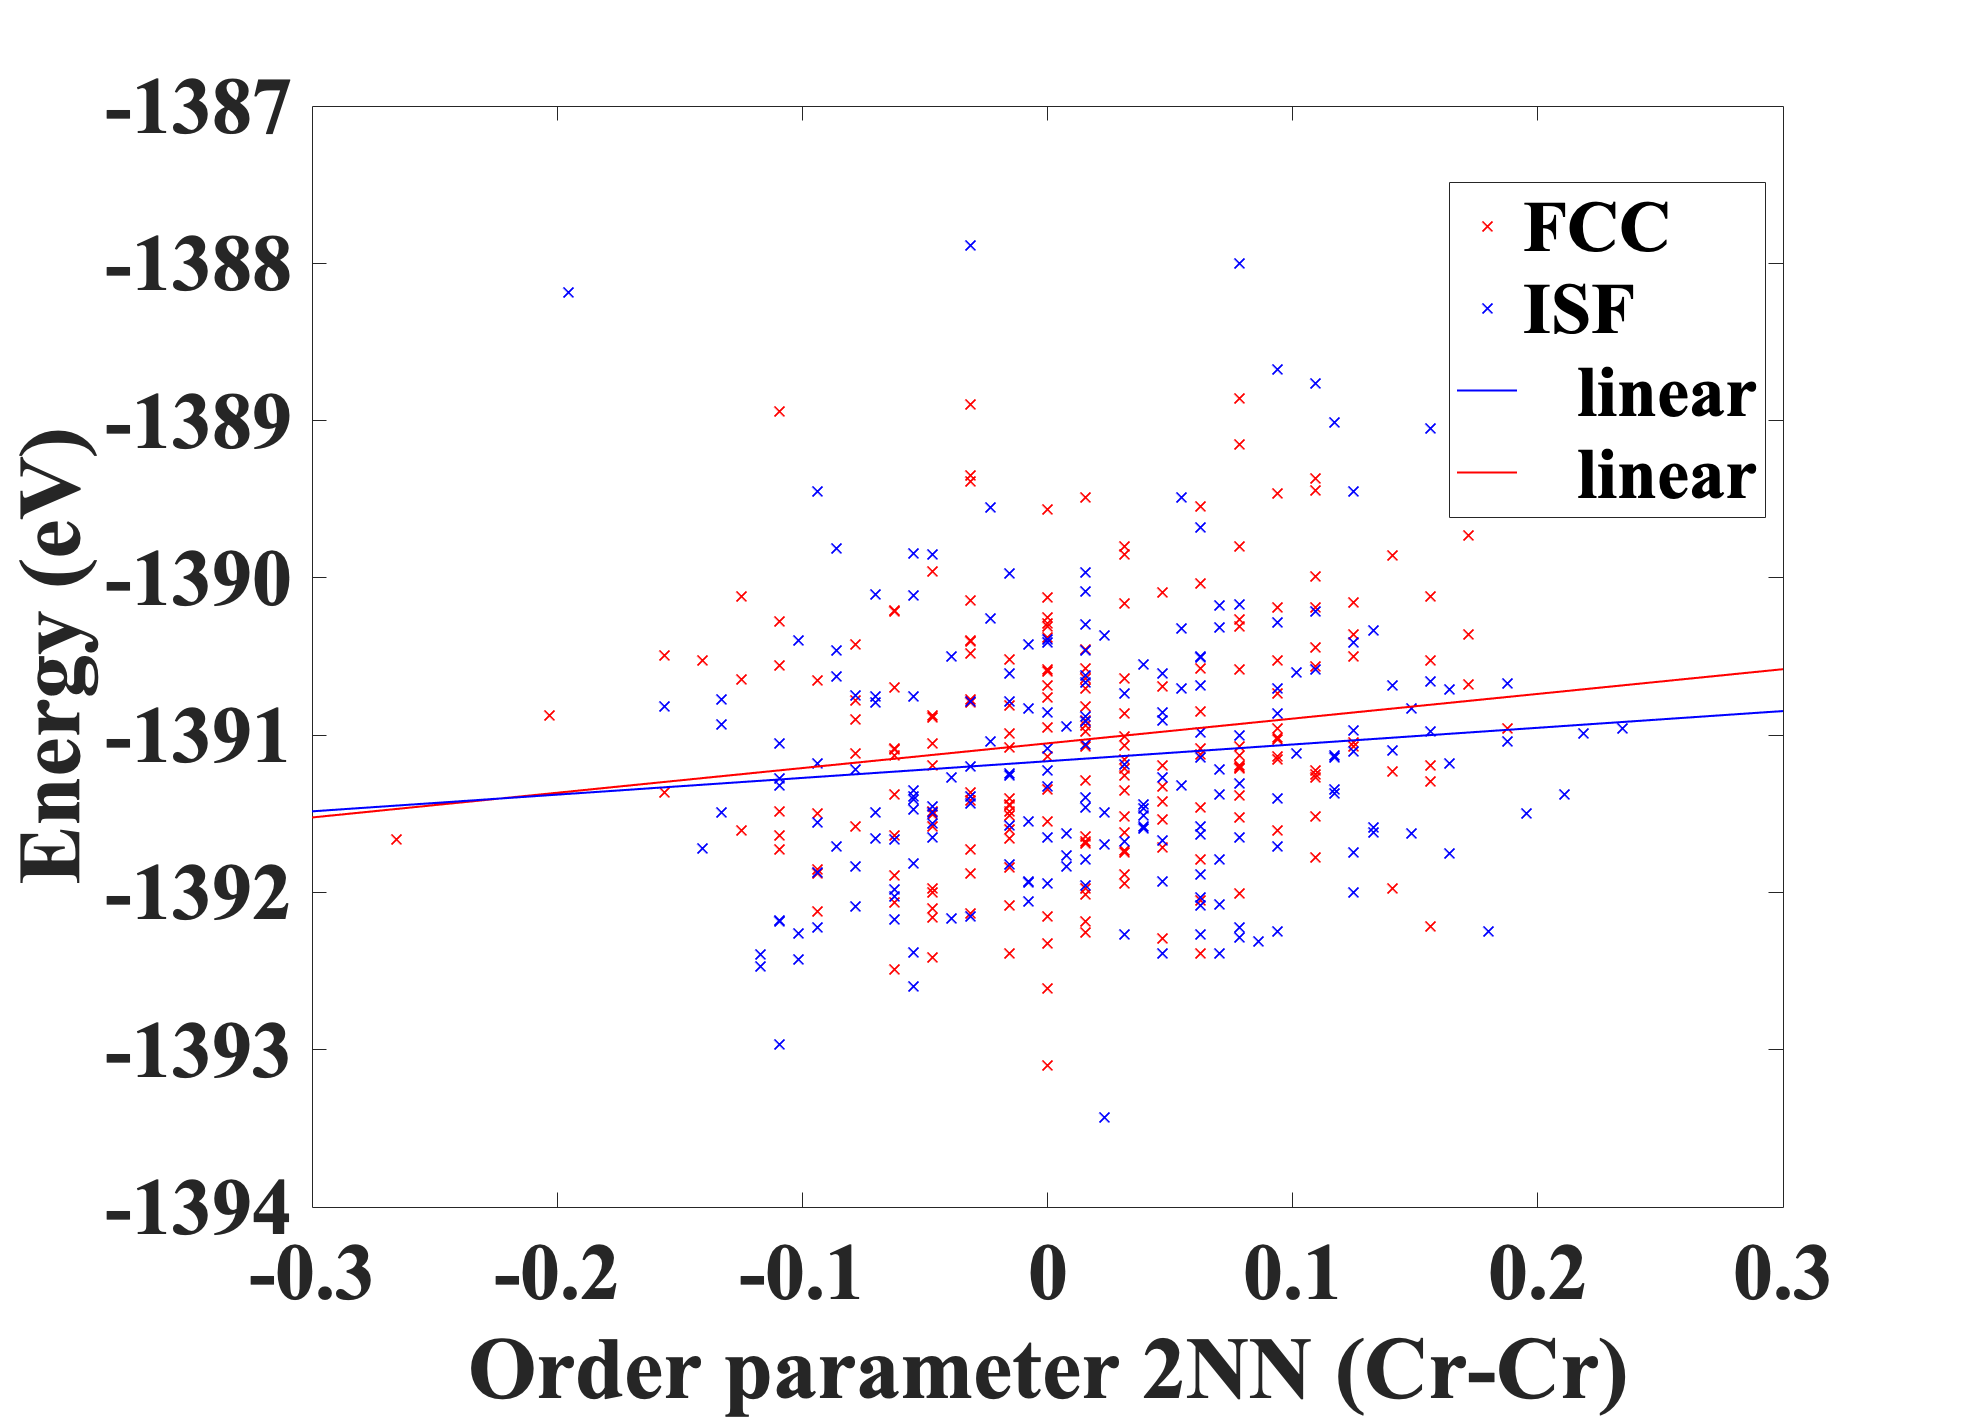 -1387
-1388
-1389
-1390
-1391
-1392
-1393
-1394
Energy (eV)
FCC
ISF
linear
linear
-0.3 -0.2 -0.1 0 0.1 0.2 0.3
Order parameter 2NN (Cr-Cr)